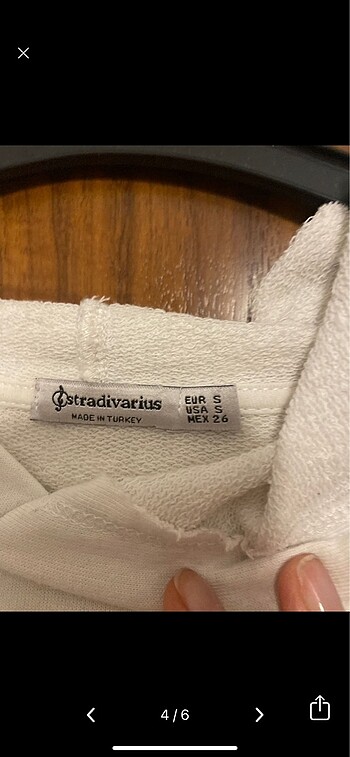 Stradivarius
MADE IN TURKEY
EUR S
USA S
MEX 26
4/6